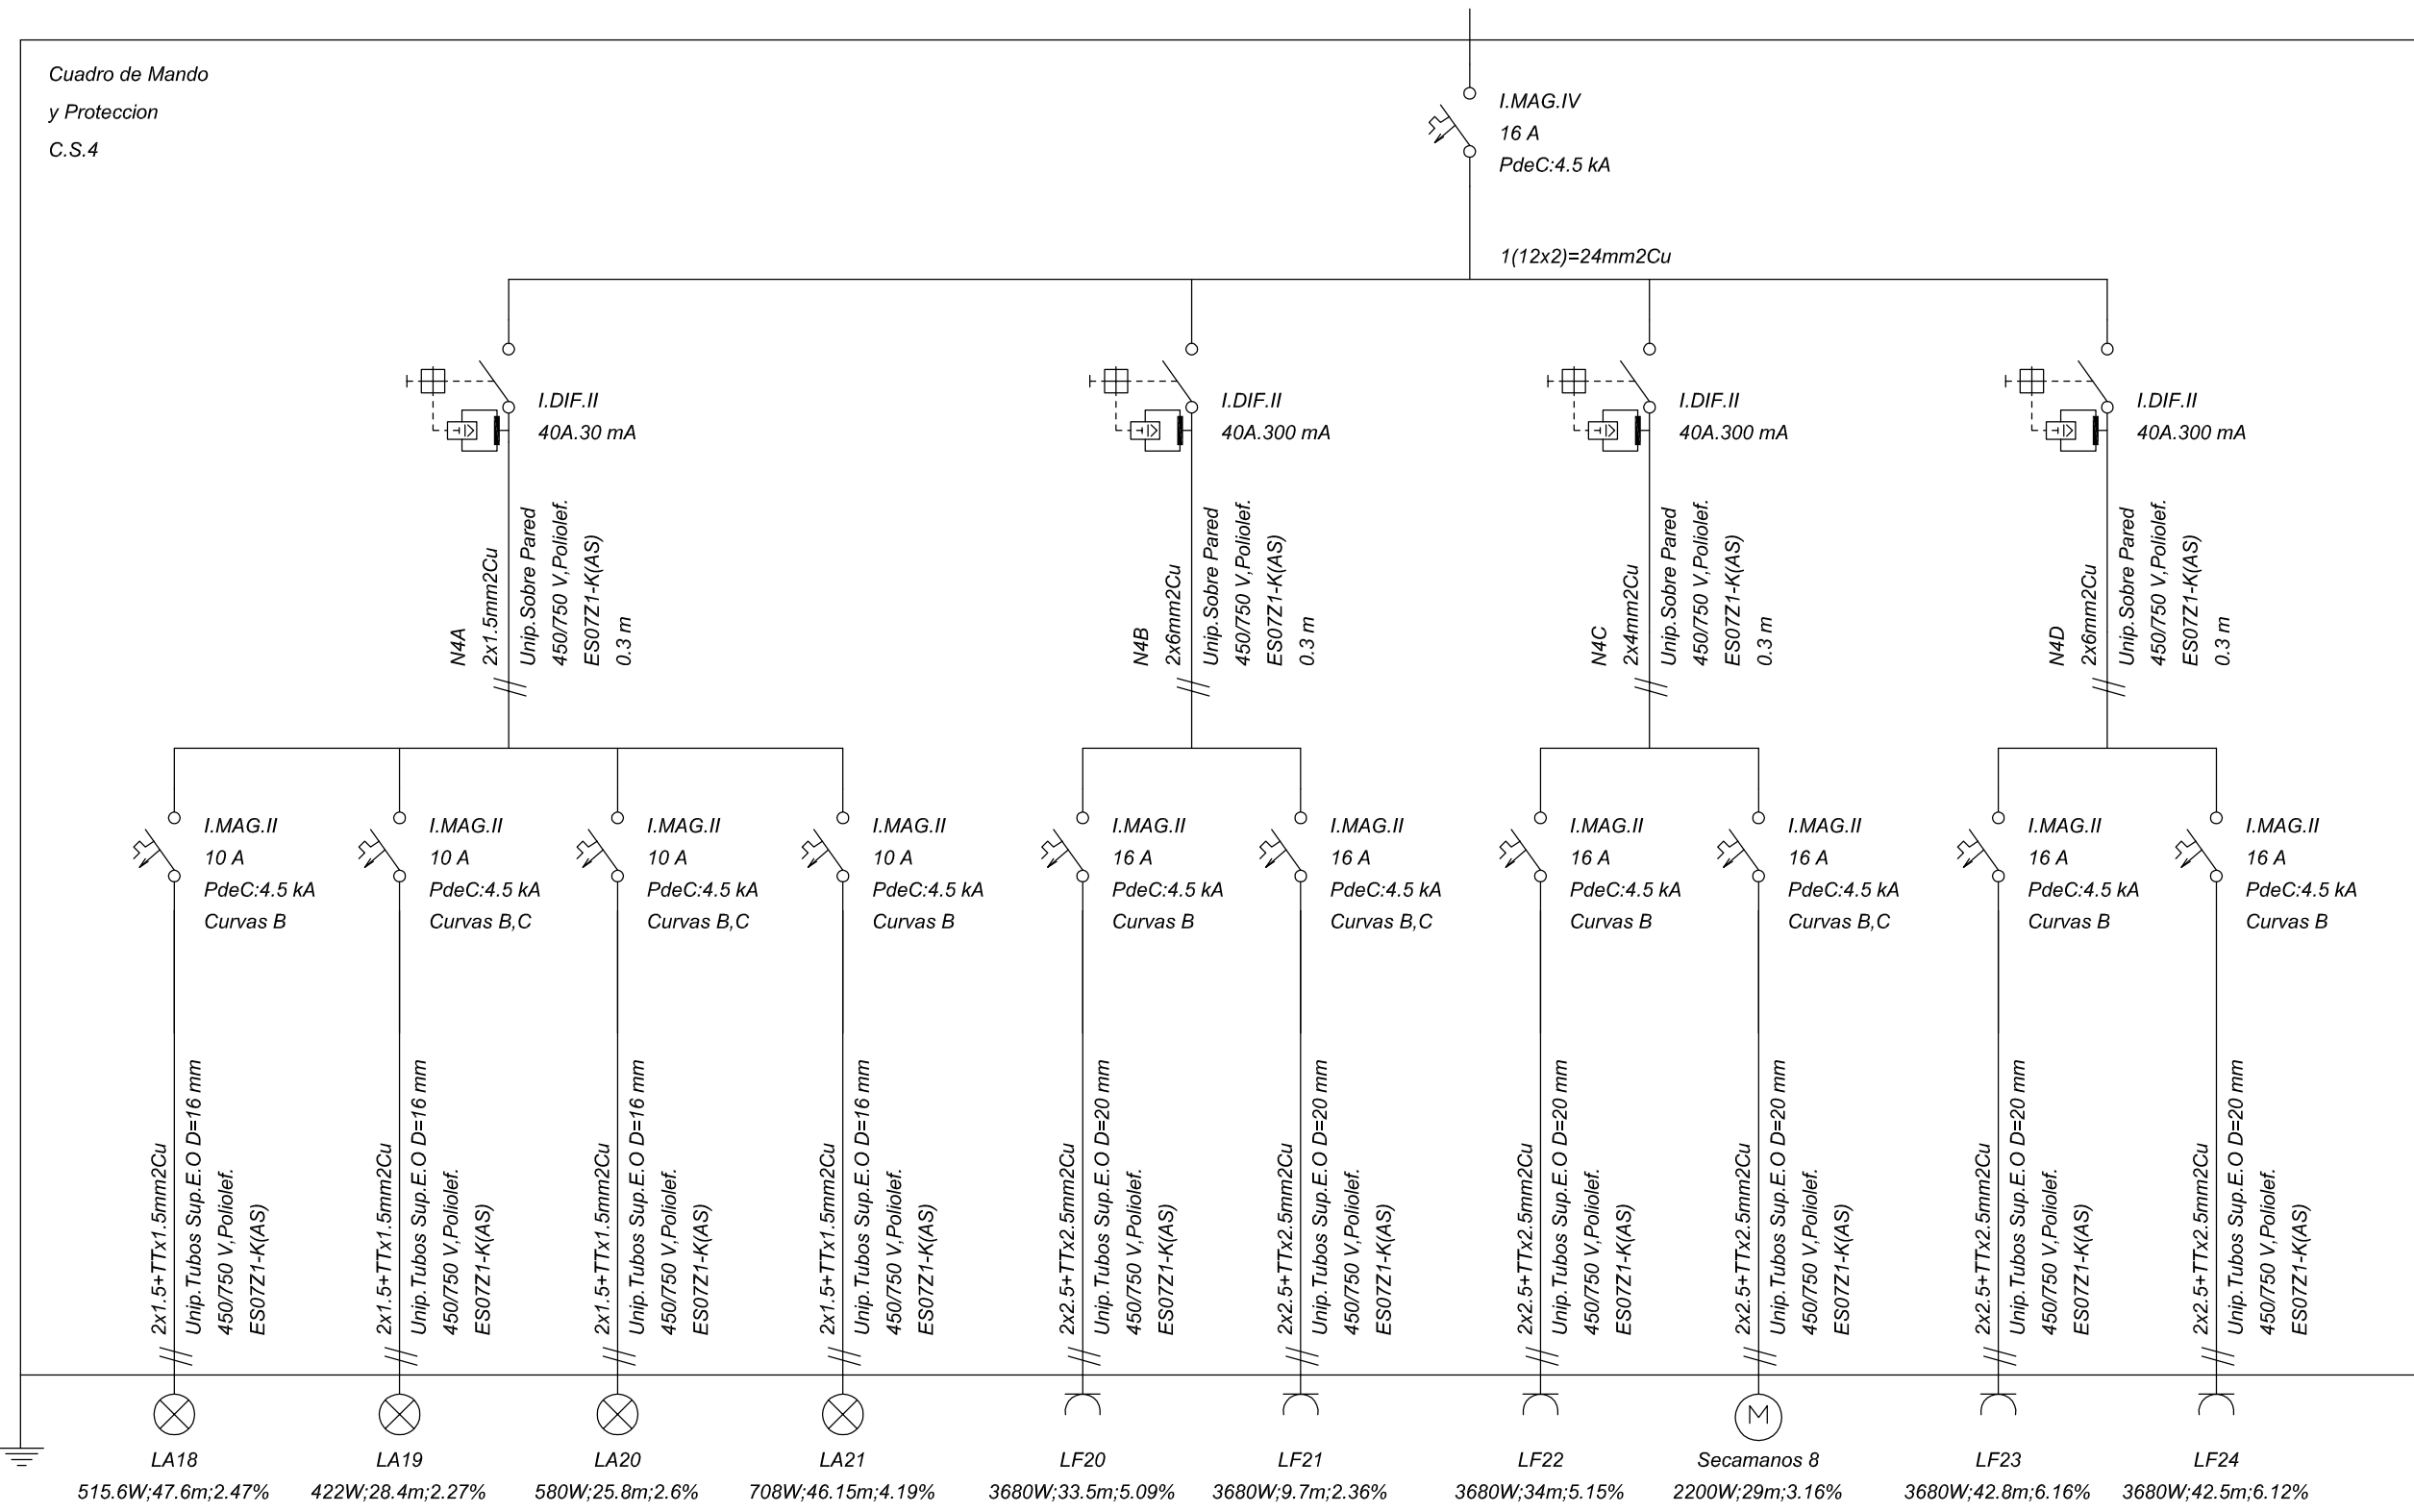 Cuadro de Mando
y Proteccion
C.S.4
I.MAG.IV
16 A
PdeC:4.5 kA
1(12x2)=24mm2Cu
I.DIF.II
40A.30 mA
I.DIF.II
40A.300 mA
I.DIF.II
40A.300 mA
I.DIF.II
40A.300 mA
N4A
2x1.5mm2Cu
Unip.Sobre Pared
450/750 V,Poliolef.
ES07Z1-K(AS)
0.3 m
N4B
2x6mm2Cu
Unip.Sobre Pared
450/750 V,Poliolef.
ES07Z1-K(AS)
0.3 m
N4C
2x4mm2Cu
Unip.Sobre Pared
450/750 V,Poliolef.
ES07Z1-K(AS)
0.3 m
N4D
2x6mm2Cu
Unip.Sobre Pared
450/750 V,Poliolef.
ES07Z1-K(AS)
0.3 m
I.MAG.II
10 A
PdeC:4.5 kA
Curvas B
I.MAG.II
10 A
PdeC:4.5 kA
Curvas B,C
I.MAG.II
10 A
PdeC:4.5 kA
Curvas B,C
I.MAG.II
10 A
PdeC:4.5 kA
Curvas B
I.MAG.II
16 A
PdeC:4.5 kA
Curvas B
I.MAG.II
16 A
PdeC:4.5 kA
Curvas B,C
I.MAG.II
16 A
PdeC:4.5 kA
Curvas B
I.MAG.II
16 A
PdeC:4.5 kA
Curvas B,C
I.MAG.II
16 A
PdeC:4.5 kA
Curvas B
I.MAG.II
16 A
PdeC:4.5 kA
Curvas B
2x1.5+TTx1.5mm2Cu
Unip.Tubos Sup.E.O D=16 mm
450/750 V,Poliolef.
ES07Z1-K(AS)
2x1.5+TTx1.5mm2Cu
Unip.Tubos Sup.E.O D=16 mm
450/750 V,Poliolef.
ES07Z1-K(AS)
2x1.5+TTx1.5mm2Cu
Unip.Tubos Sup.E.O D=16 mm
450/750 V,Poliolef.
ES07Z1-K(AS)
2x1.5+TTx1.5mm2Cu
Unip.Tubos Sup.E.O D=16 mm
450/750 V,Poliolef.
ES07Z1-K(AS)
2x2.5+TTx2.5mm2Cu
Unip.Tubos Sup.E.O D=20 mm
450/750 V,Poliolef.
ES07Z1-K(AS)
2x2.5+TTx2.5mm2Cu
Unip.Tubos Sup.E.O D=20 mm
450/750 V,Poliolef.
ES07Z1-K(AS)
2x2.5+TTx2.5mm2Cu
Unip.Tubos Sup.E.O D=20 mm
450/750 V,Poliolef.
ES07Z1-K(AS)
2x2.5+TTx2.5mm2Cu
Unip.Tubos Sup.E.O D=20 mm
450/750 V,Poliolef.
ES07Z1-K(AS)
2x2.5+TTx2.5mm2Cu
Unip.Tubos Sup.E.O D=20 mm
450/750 V,Poliolef.
ES07Z1-K(AS)
2x2.5+TTx2.5mm2Cu
Unip.Tubos Sup.E.O D=20 mm
450/750 V,Poliolef.
ES07Z1-K(AS)
M
LA18
515.6W;47.6m;2.47%
LA19
422W;28.4m;2.27%
LA20
580W;25.8m;2.6%
LA21
708W;46.15m;4.19%
LF20
3680W;33.5m;5.09%
LF21
3680W;9.7m;2.36%
LF22
3680W;34m;5.15%
Secamanos 8
2200W;29m;3.16%
LF23
3680W;42.8m;6.16%
LF24
3680W;42.5m;6.12%